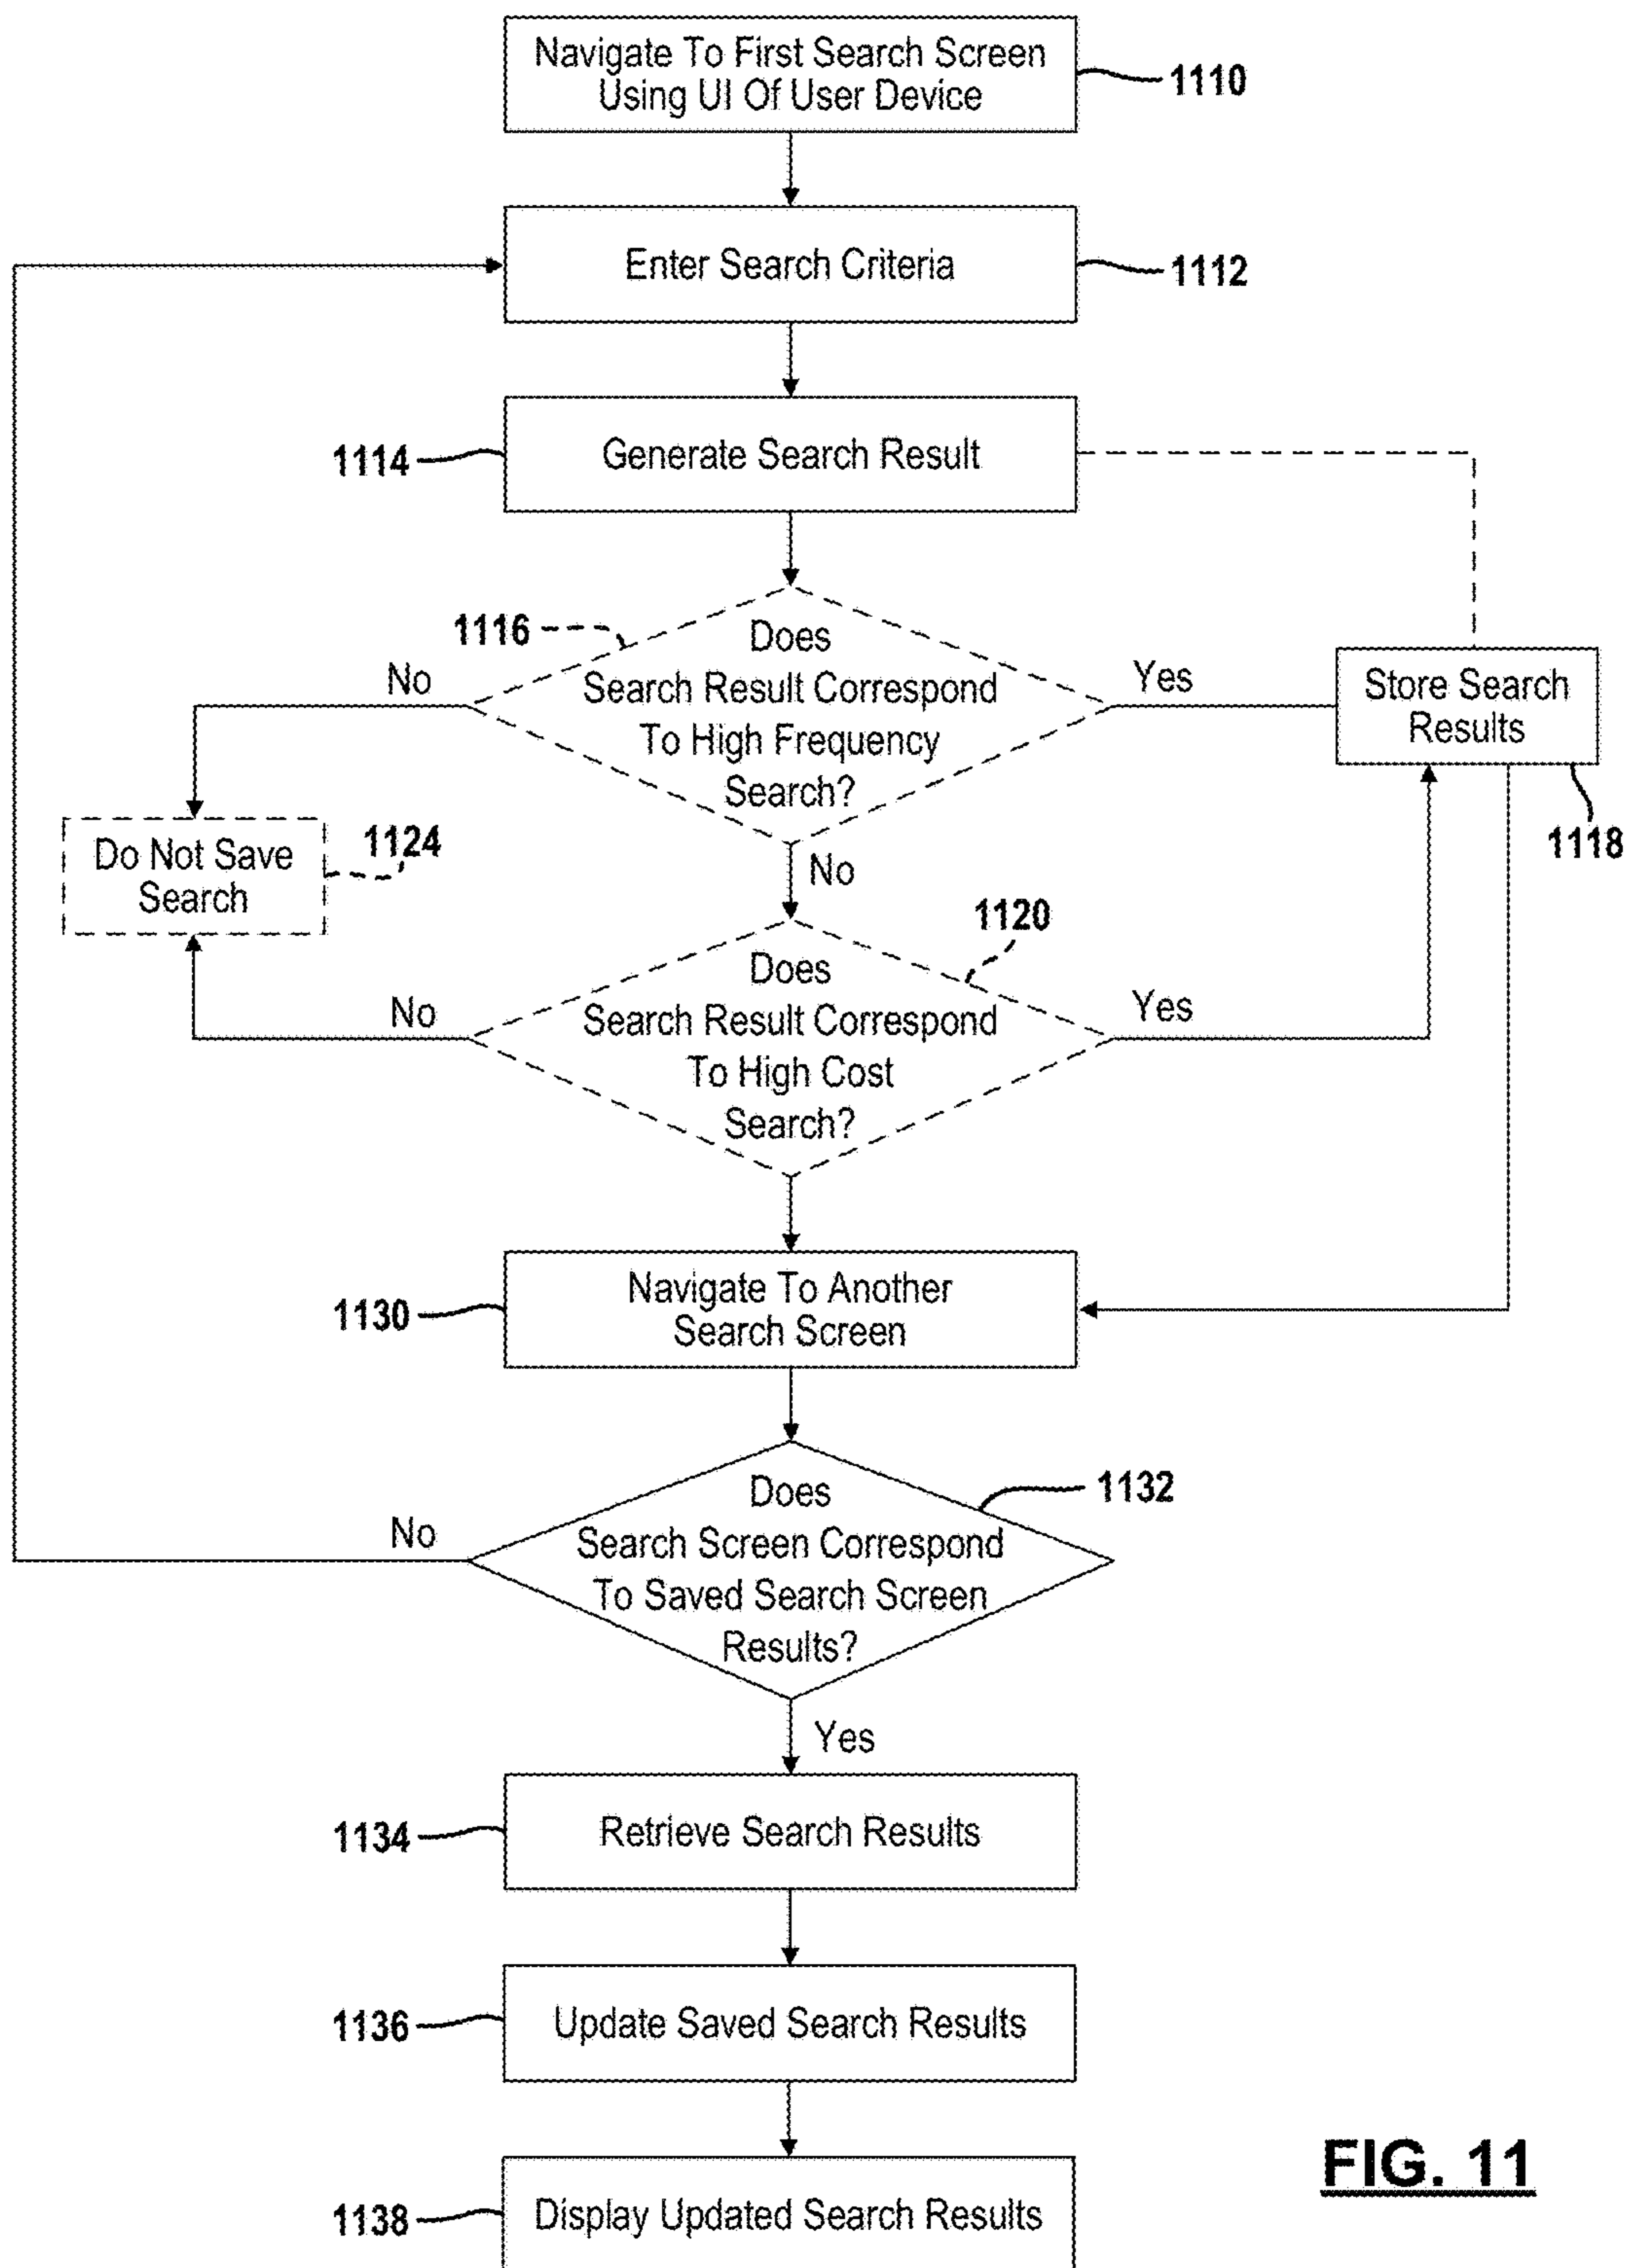 Navigate To First Search Screen
Using UI Of User Device
1110
Enter Search Criteria
1112
1114
Generate Search Result
1116
Does
Search Result Correspond
To High Frequency
Search?
No
Yes
No
Store Search
Results
1118
Do Not Save
Search
1124
1120
Does
Search Result Correspond
To High Cost
Search?
No
Yes
1130
Navigate To Another
Search Screen
1132
Does
Search Screen Correspond
To Saved Search Screen
Results?
No
Yes
1134
Retrieve Search Results
1136
Update Saved Search Results
1138
Display Updated Search Results
FIG. 11